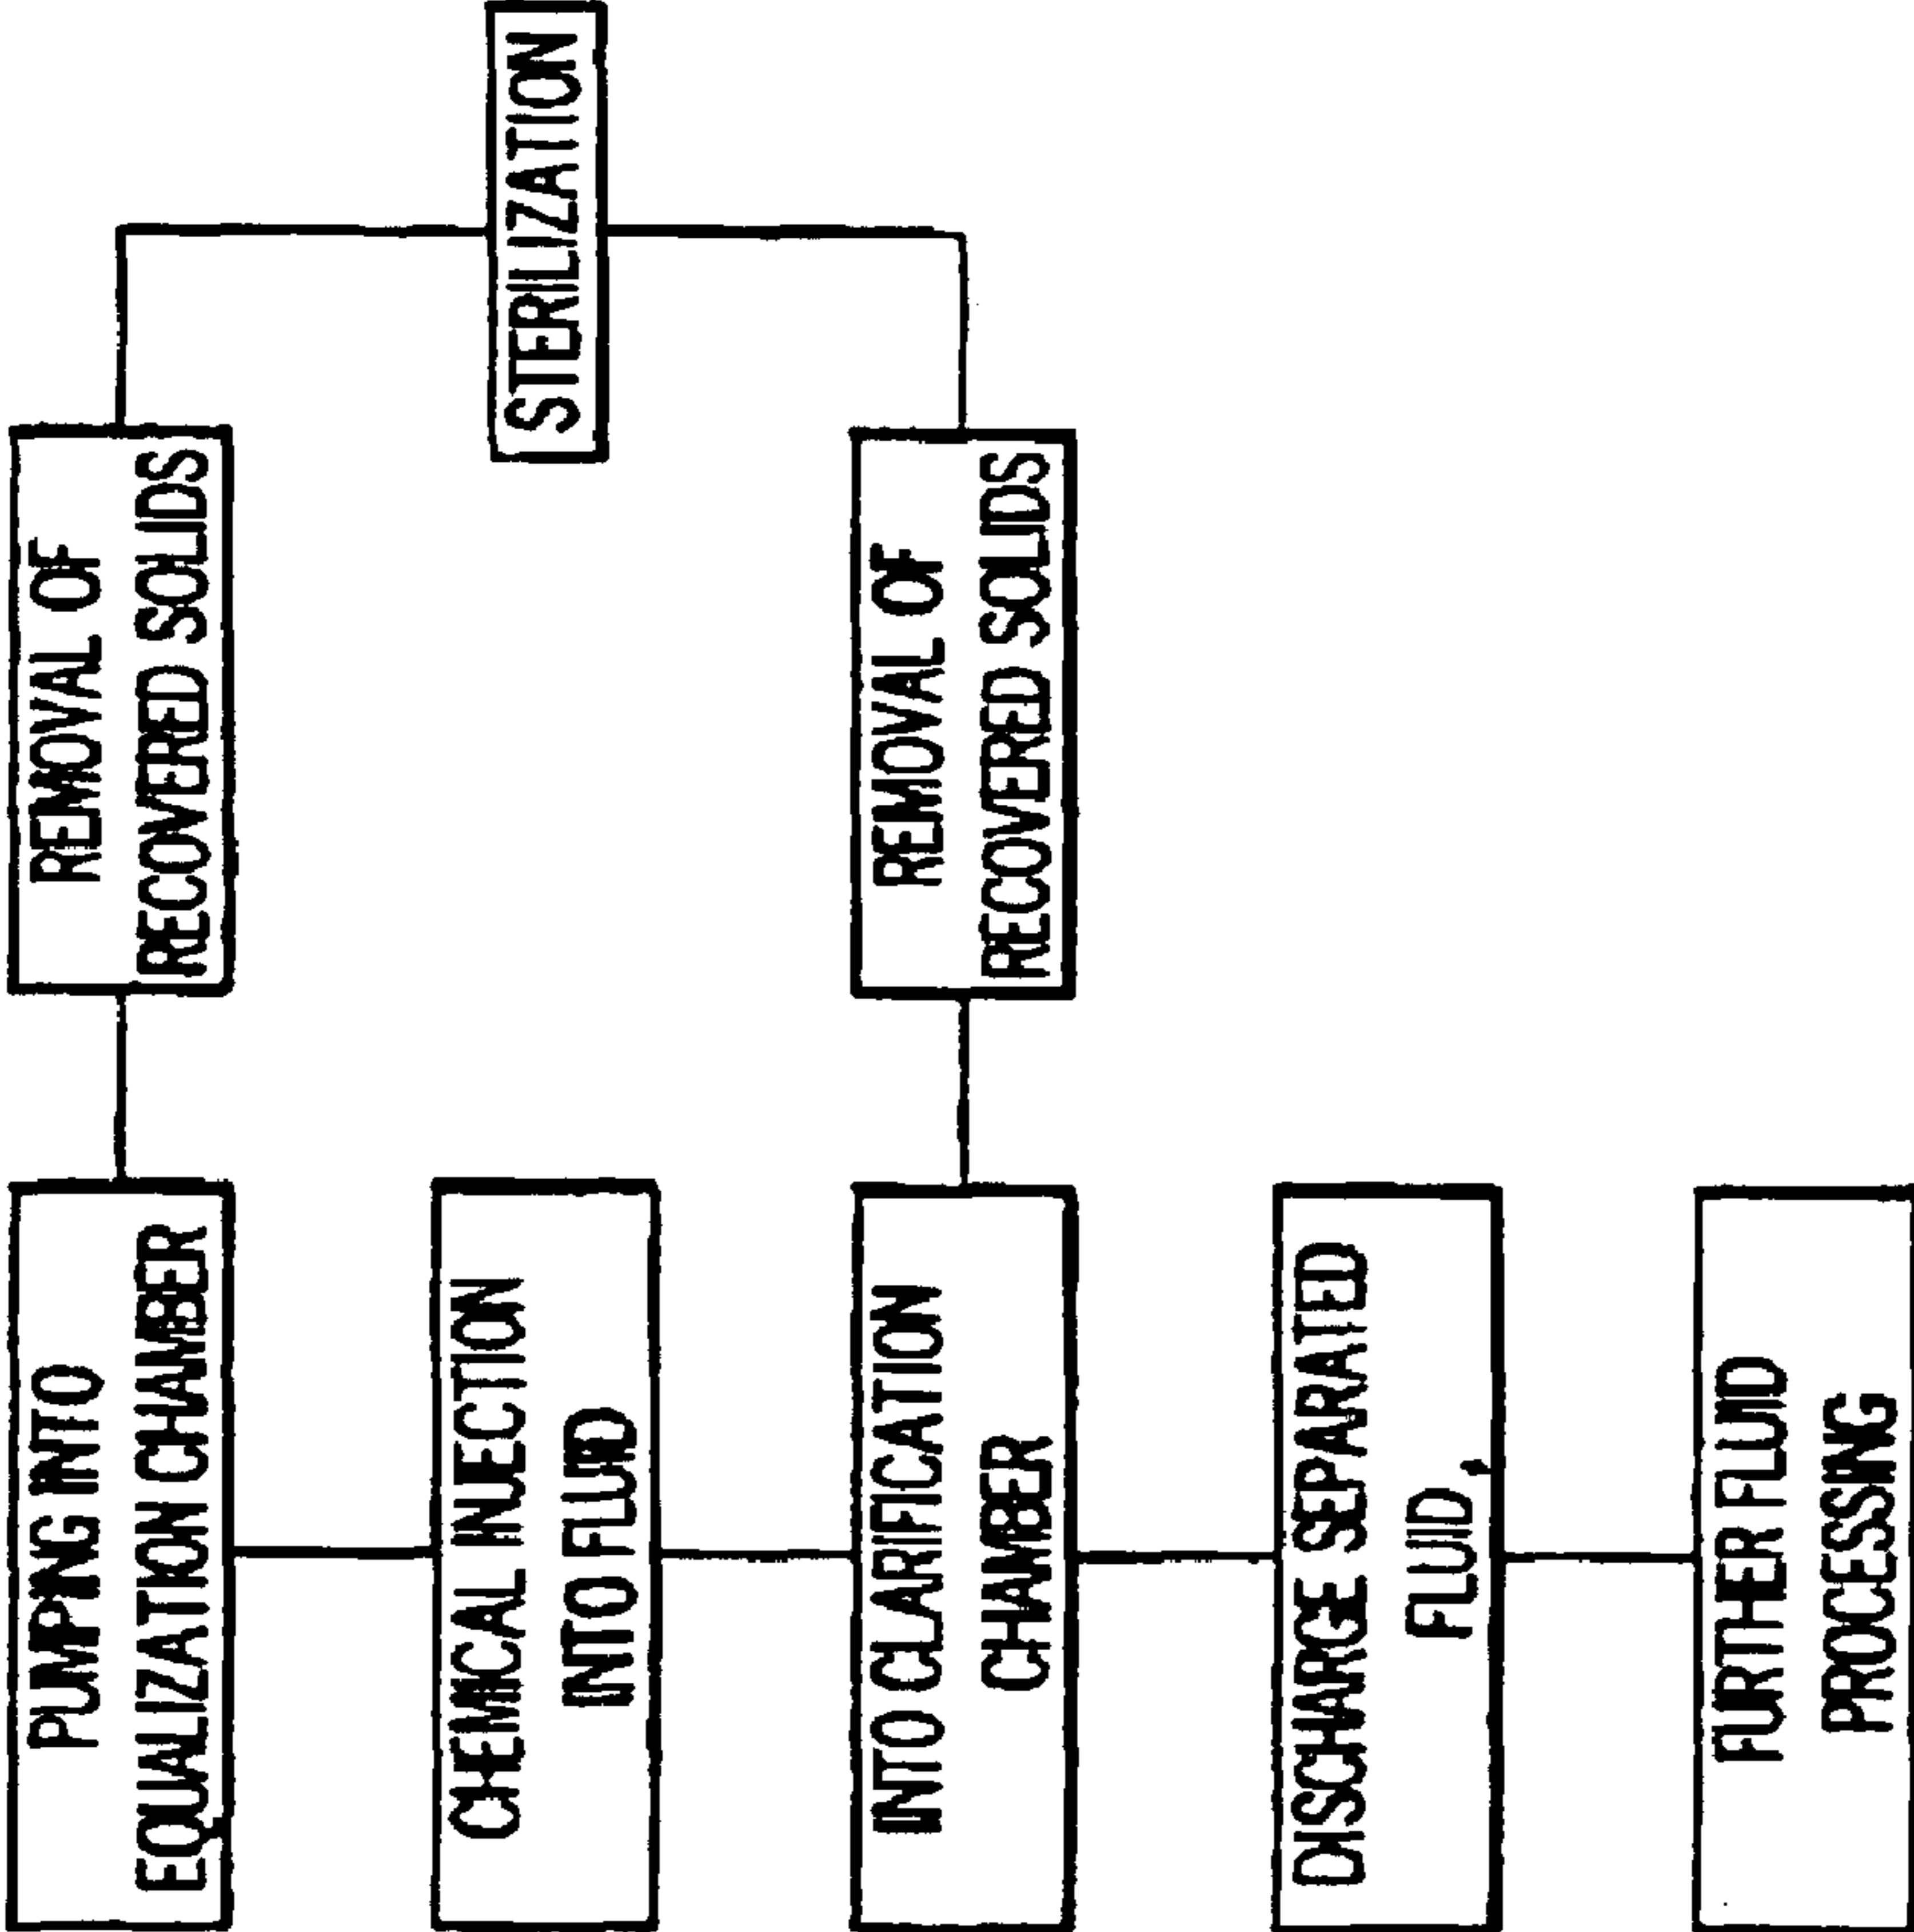 PUMPING INTO
EQUALIZATION CHAMBER
REMOVAL OF
RECOVERED SOLIDS
CHEMICAL INJECTION
INTO FLUID
STERILIZATION
INTO CLARIFICATION
CHAMBER
REMOVAL OF
RECOVERED SOLIDS
DISCHARGE SEPARATED
FLUID
FURTHER FLUID
PROCESSING